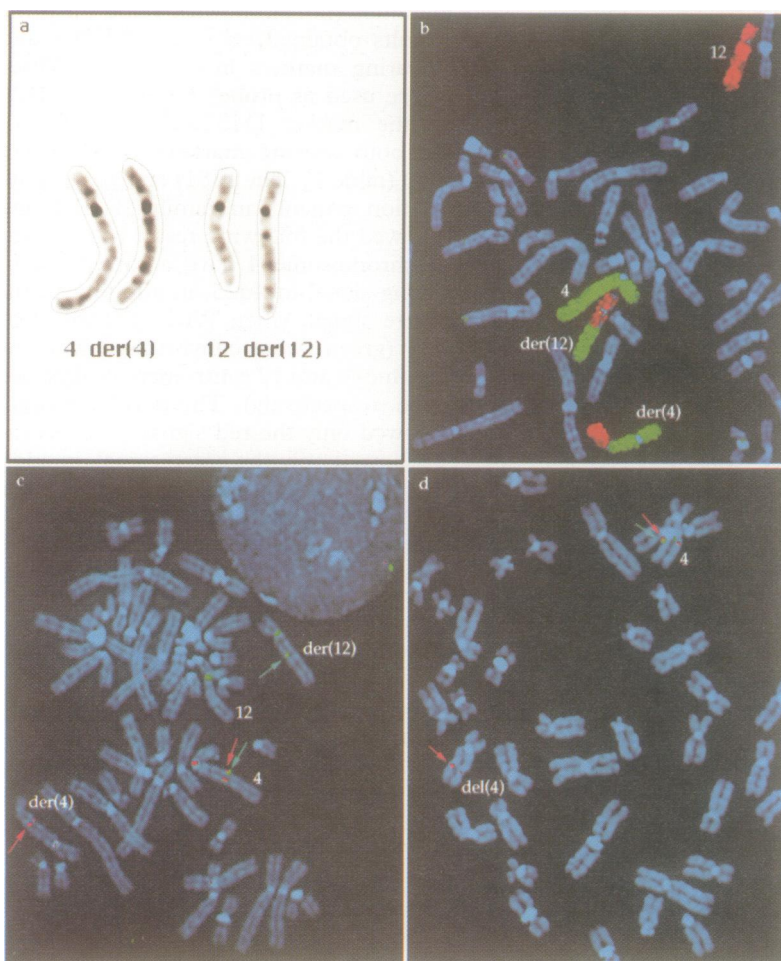 a
4 der(4) 12 der(12)
b
12
4
der(12)
der(4)
c
der(12)
12
4
der(4)
d
4
del(4)